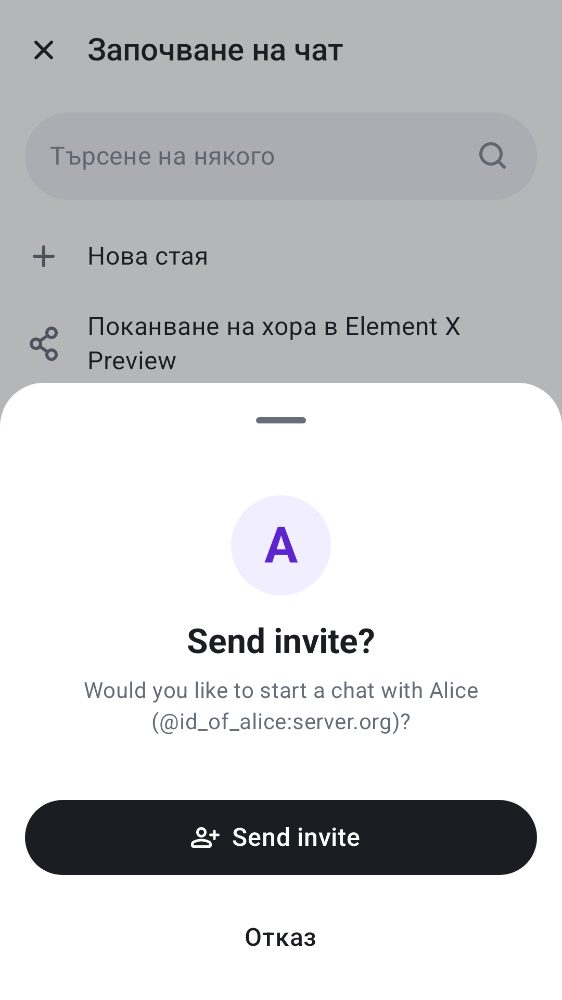 Започване на чат
Търсене на някого
Нова стая
Поканване на хора в Element X
Preview
A
Send invite?
Would you like to start a chat with Alice
(@id_of_alice:server.org)?
Send invite
Отказ